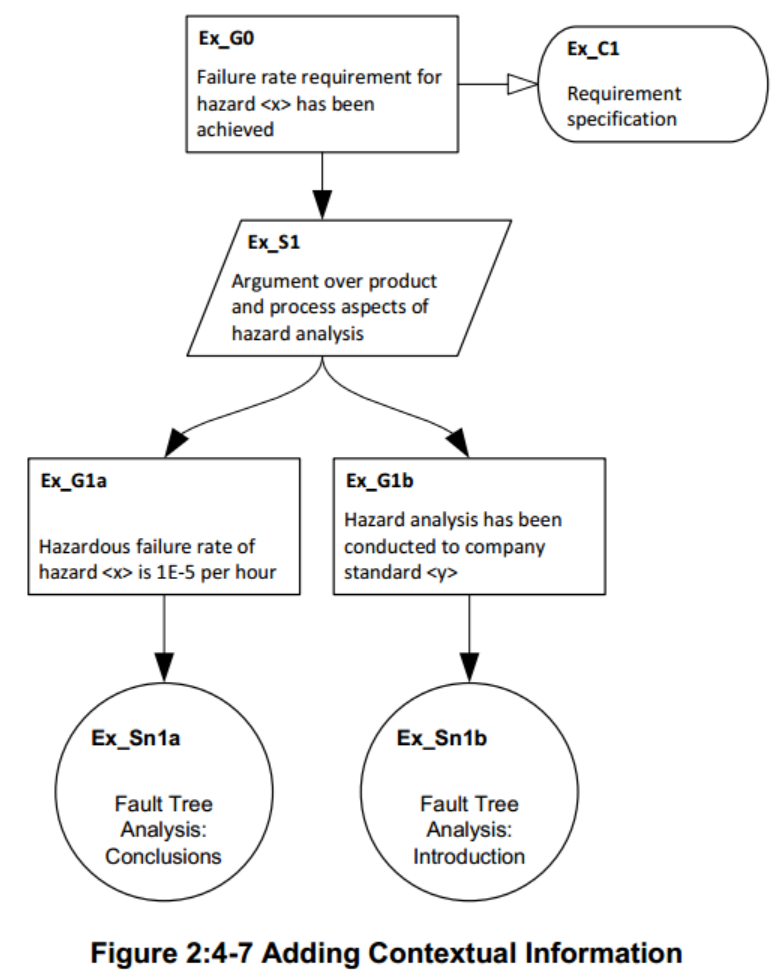 Ex_G0
Failure rate requirement for
hazard <x> has been
achieved
Ex_C1
Requirement
specification
Ex_S1
Argument over product
and process aspects of
hazard analysis
Ex_G1a
Hazardous failure rate of
hazard <x> is 1E-5 per hour
Ex_G1b
Hazard analysis has been
conducted to company
standard <y>
Ex_Sn1a
Fault Tree
Analysis:
Conclusions
Ex_Sn1b
Fault Tree
Analysis:
Introduction
Figure 2:4-7 Adding Contextual Information